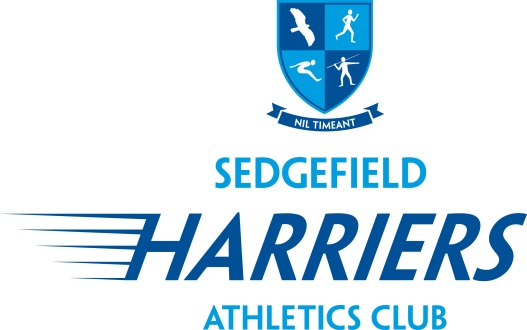 NIL TIMEANT
SEDGEFIELD
HARRIERS
ATHLETICS CLUB